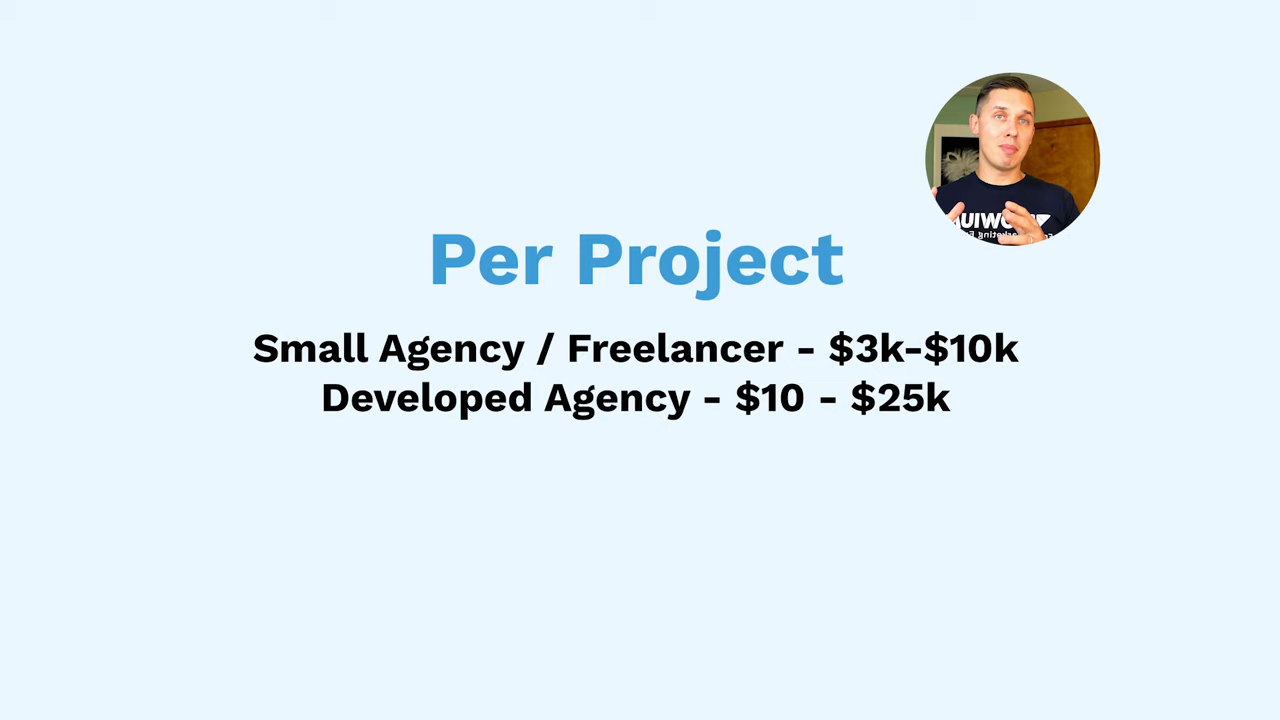 Per Project
Small Agency / Freelancer - $3k-$10k
Developed Agency - $10 - $25k